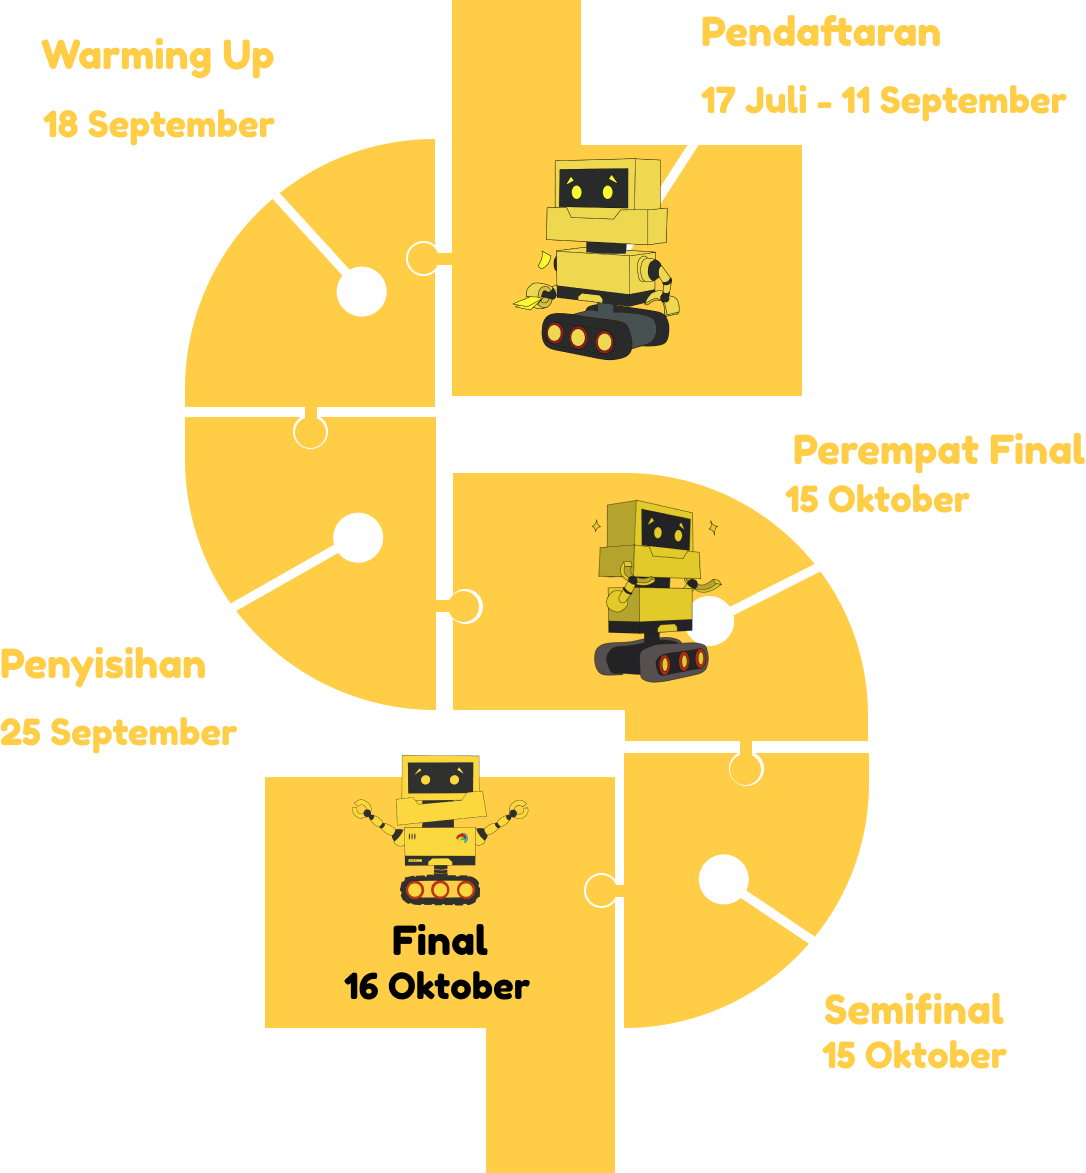 Pendaftaran
17 Juli - 11 September
Warming Up
18 September
Penyisihan
25 September
Perempat Final
15 Oktober
Semifinal
15 Oktober
Final
16 Oktober